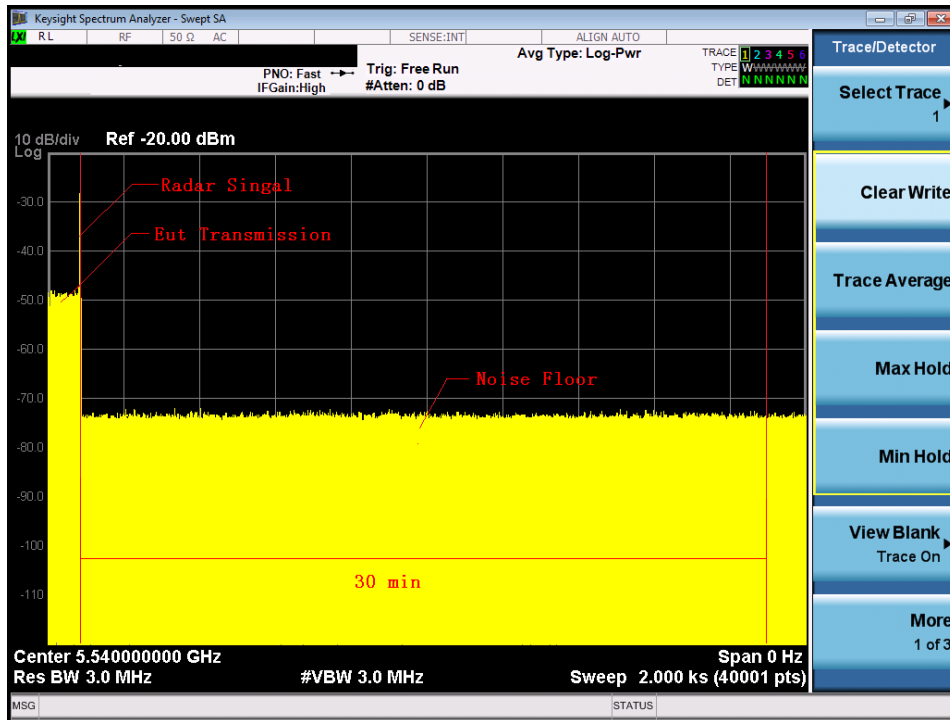 Keysight Spectrum Analyzer - Swept SA
LXI RL RF 50 Ω AC SENSE:INT ALIGN AUTO
Avg Type: Log-Pwr
TRACE 1 2 3 4 5 6
PNO: Fast Trig: Free Run
TYPE WWWWWW
IFGain:High #Atten: 0 dB
DET N N N N N N
10 dB/div Ref -20.00 dBm
Log
Radar Singal
-30.0
Eut Transmission
-40.0
-50.0
-60.0
Noise Floor
-70.0
-80.0
-90.0
-100
30 min
-110
Center 5.540000000 GHz Span 0 Hz
Res BW 3.0 MHz #VBW 3.0 MHz Sweep 2.000 ks (40001 pts)
MSG STATUS
Trace/Detector
Select Trace
1
Clear Write
Trace Average
Max Hold
Min Hold
View Blank
Trace On
More
1 of 3